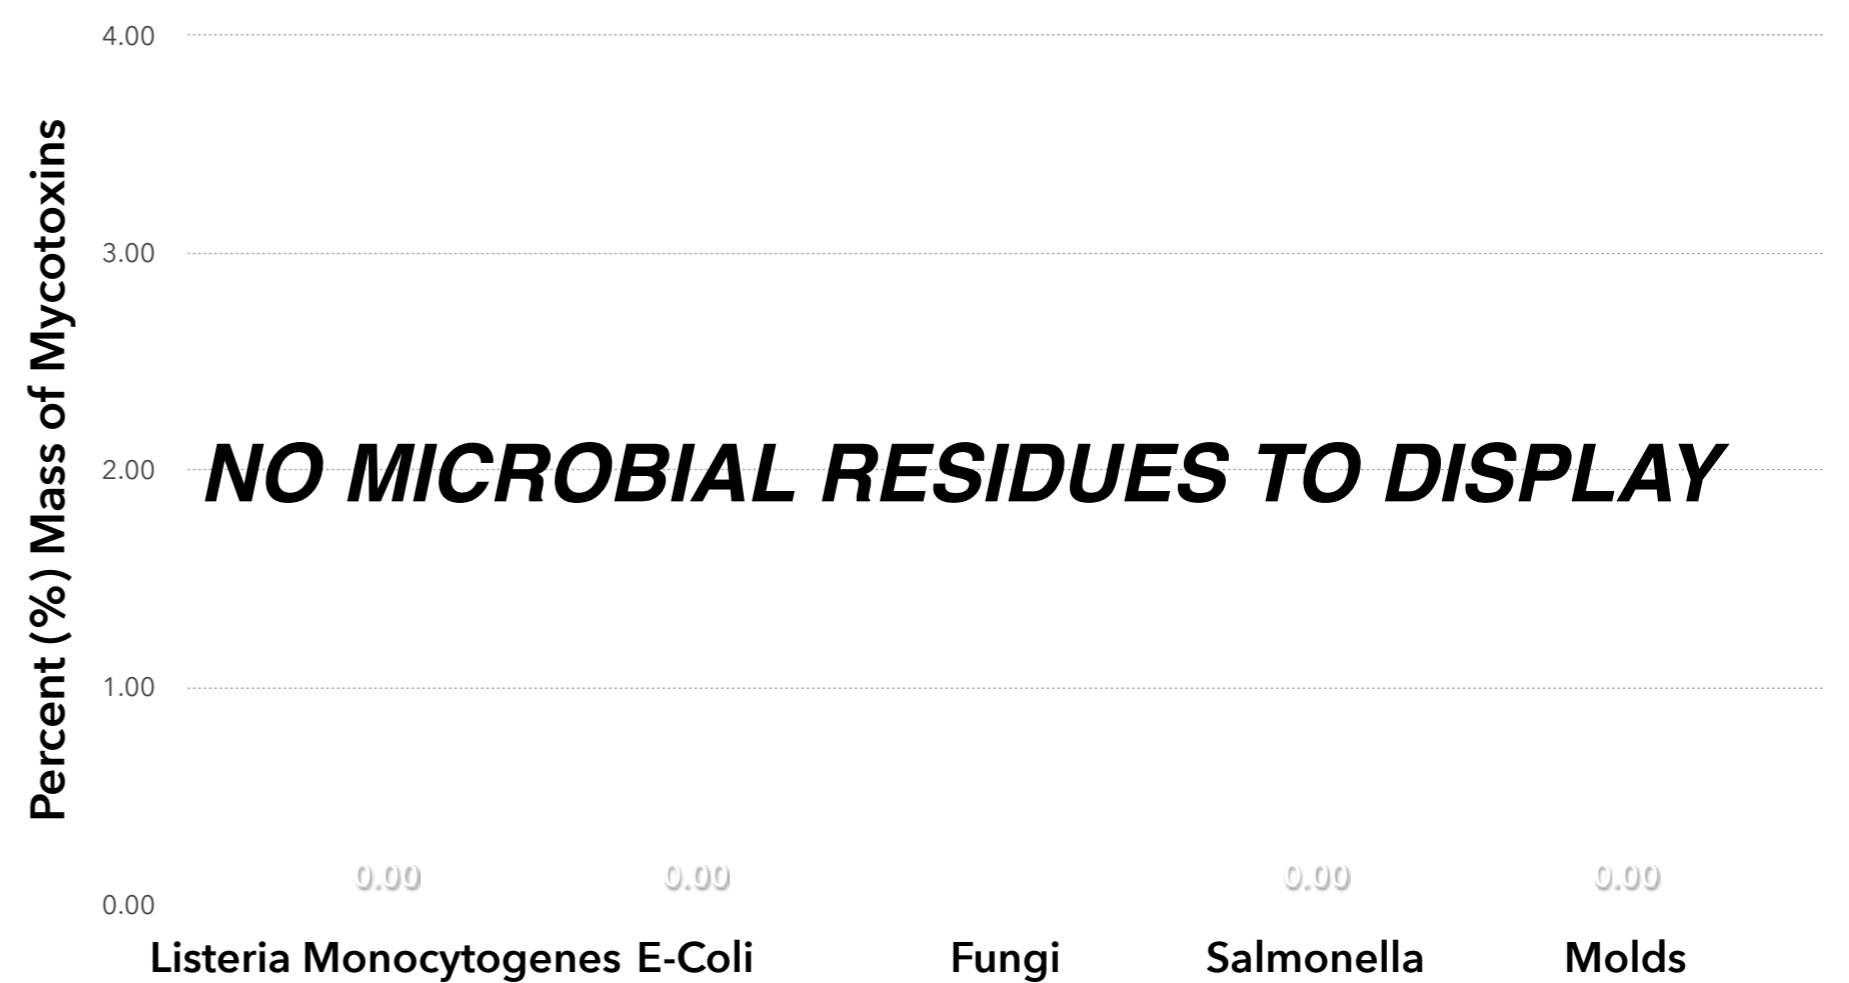 4.00
3.00
2.00
1.00
0.00
Percent (%) Mass of Mycotoxins
NO MICROBIAL RESIDUES TO DISPLAY
0.00 0.00 0.00 0.00
Listeria Monocytogenes E-Coli Fungi Salmonella Molds